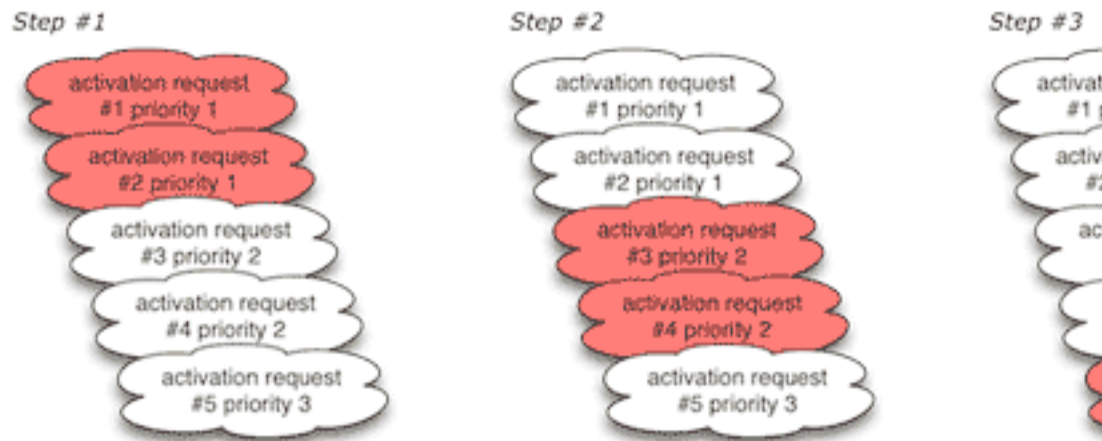 Step #1
activation request
#1 priority 1
activation request
#2 priority 1
activation request
#3 priority 2
activation request
#4 priority 2
activation request
#5 priority 3
Step #2
activation request
#1 priority 1
activation request
#2 priority 1
activation request
#3 priority 2
activation request
#4 priority 2
activation request
#5 priority 3
Step #3
#1